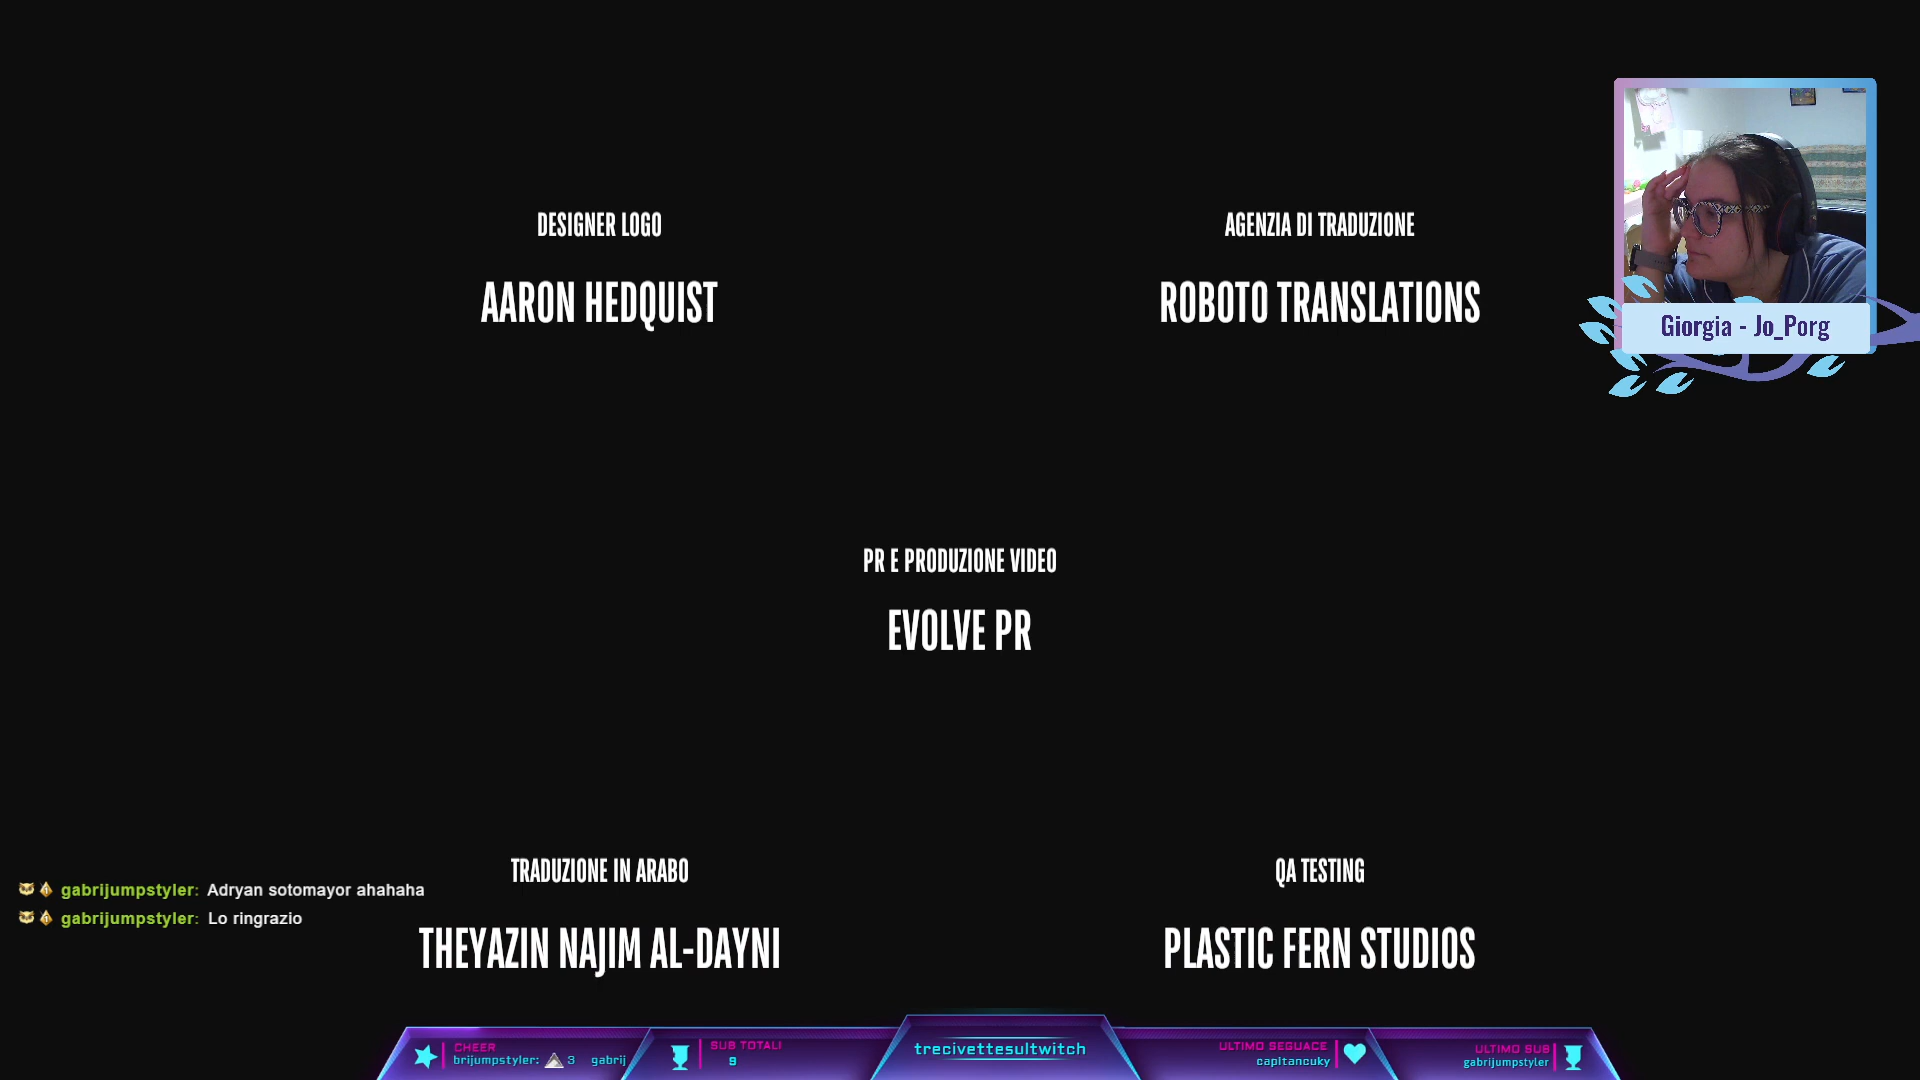 DESIGNER LOGO
AARON HEDQUIST
AGENZIA DI TRADUZIONE
ROBOTO TRANSLATIONS
Giorgia - Jo_Porg
PR E PRODUZIONE VIDEO
EVOLVE PR
TRADUZIONE IN ARABO
THEYAZIN NAJIM AL-DAYNI
QA TESTING
PLASTIC FERN STUDIOS
gabrijumpstyler: Adryan sotomayor ahahaha
gabrijumpstyler: Lo ringrazio
CHEER
brijumpstyler: 3 gabrij
SUB TOTALI
9
trecivettesultwitch
ULTIMO SEGUACE
cap1tancuky
ULTIMO SUB
gabrijumpstyler